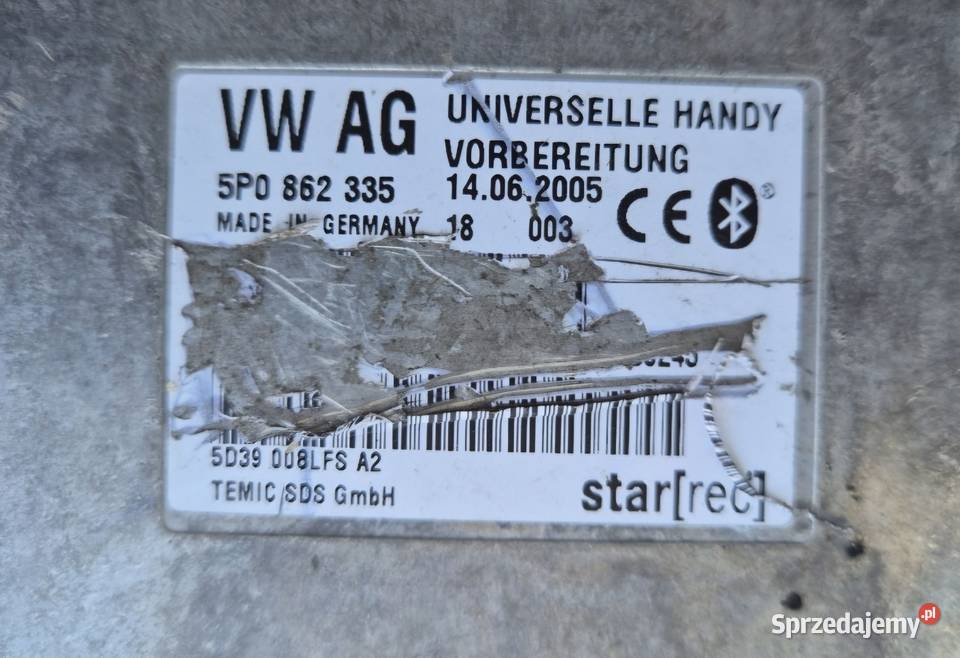 VW AG
UNIVERSELLE HANDY
VORBEREITUNG
5P0 862 335
14.06.2005
MADE IN GERMANY
18 003
CE
5D39 008LFS A2
TEMIC SDS GmbH
star[rec]
Sprzedajemy.pl